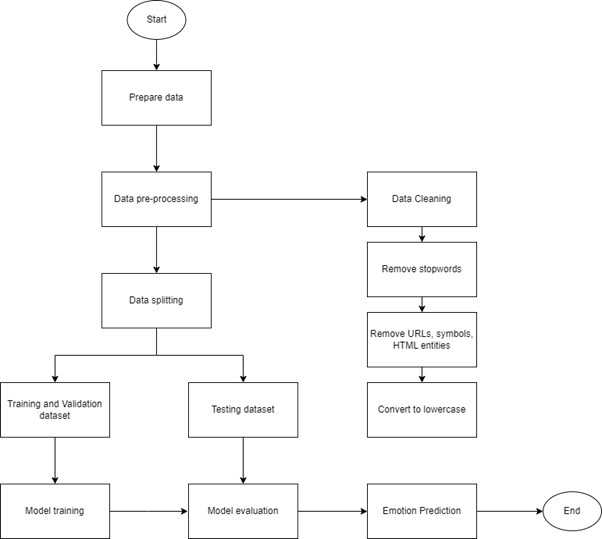 Start
Prepare data
Data pre-processing
Data Cleaning
Remove stopwords
Data splitting
Remove URLs, symbols,
HTML entities
Training and Validation
dataset
Testing dataset
Convert to lowercase
Model training
Model evaluation
Emotion Prediction
End